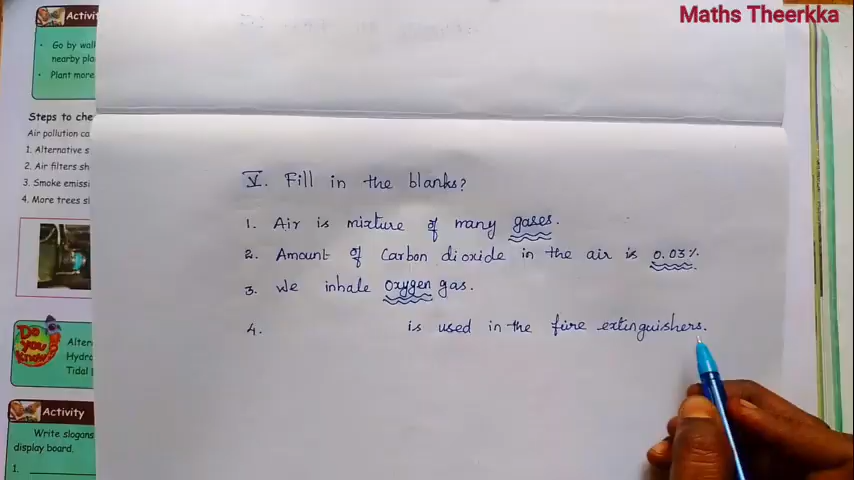 Maths Theerkka
Activi
Go by wal
nearby pla
Plant more
Steps to che
Air pollution ca
1. Alternative s
2. Air filters sh
3. Smoke emissi
4. More trees s
Do you Know?
Alter
Hydro
Tidal
Activity
Write slogans
display board.
1.
V. Fill in the blanks?
1. Air is mixture of many gases.
2. Amount of Carbon dioxide in the air is 0.03%.
3. We inhale oxygen gas.
4. is used in the fire extinguishers.